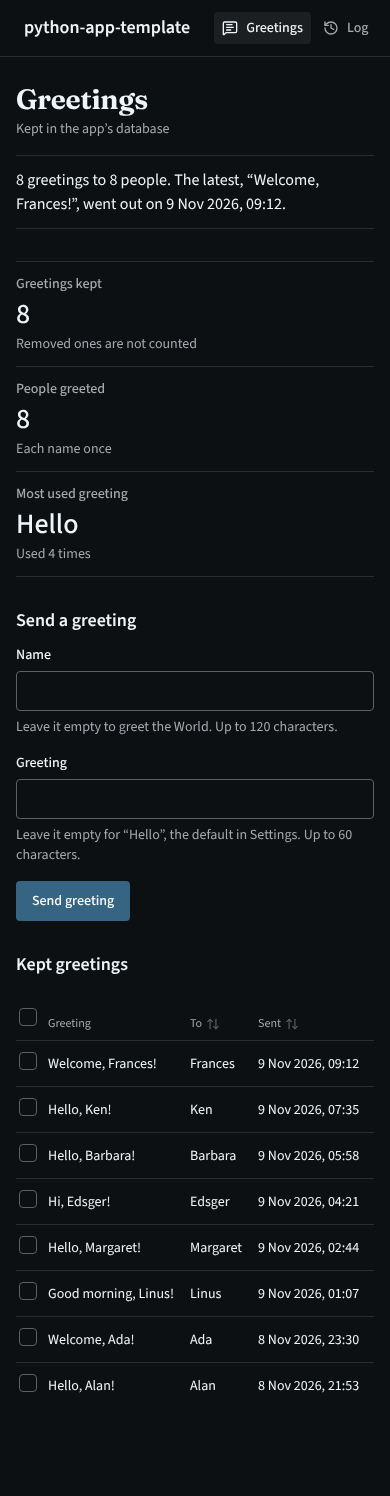 python-app-template
Greetings
Log
Greetings
Kept in the app’s database
8 greetings to 8 people. The latest, “Welcome,
Frances!”, went out on 9 Nov 2026, 09:12.
Greetings kept
8
Removed ones are not counted
People greeted
8
Each name once
Most used greeting
Hello
Used 4 times
Send a greeting
Name
Leave it empty to greet the World. Up to 120 characters.
Greeting
Leave it empty for “Hello”, the default in Settings. Up to 60
characters.
Send greeting
Kept greetings
Greeting To Sent
Welcome, Frances! Frances 9 Nov 2026, 09:12
Hello, Ken! Ken 9 Nov 2026, 07:35
Hello, Barbara! Barbara 9 Nov 2026, 05:58
Hi, Edsger! Edsger 9 Nov 2026, 04:21
Hello, Margaret! Margaret 9 Nov 2026, 02:44
Good morning, Linus! Linus 9 Nov 2026, 01:07
Welcome, Ada! Ada 8 Nov 2026, 23:30
Hello, Alan! Alan 8 Nov 2026, 21:53